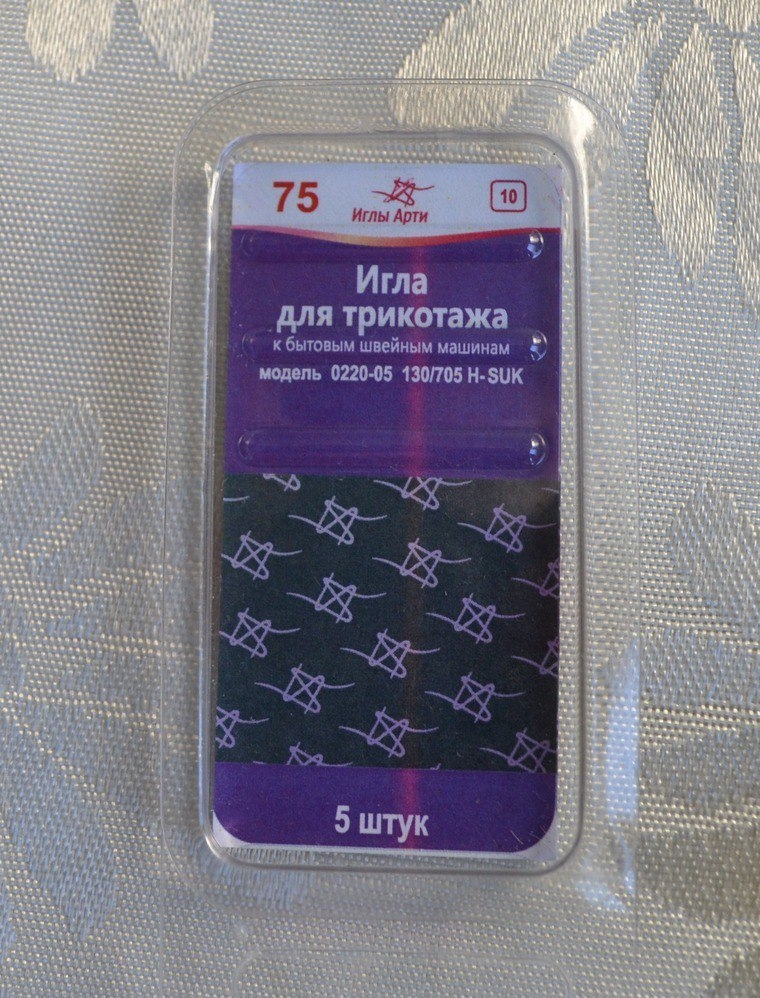 75
Иглы Арти
10
Игла
для трикотажа
к бытовым швейным машинам
модель 0220-05 130/705 H-SUK
5 штук